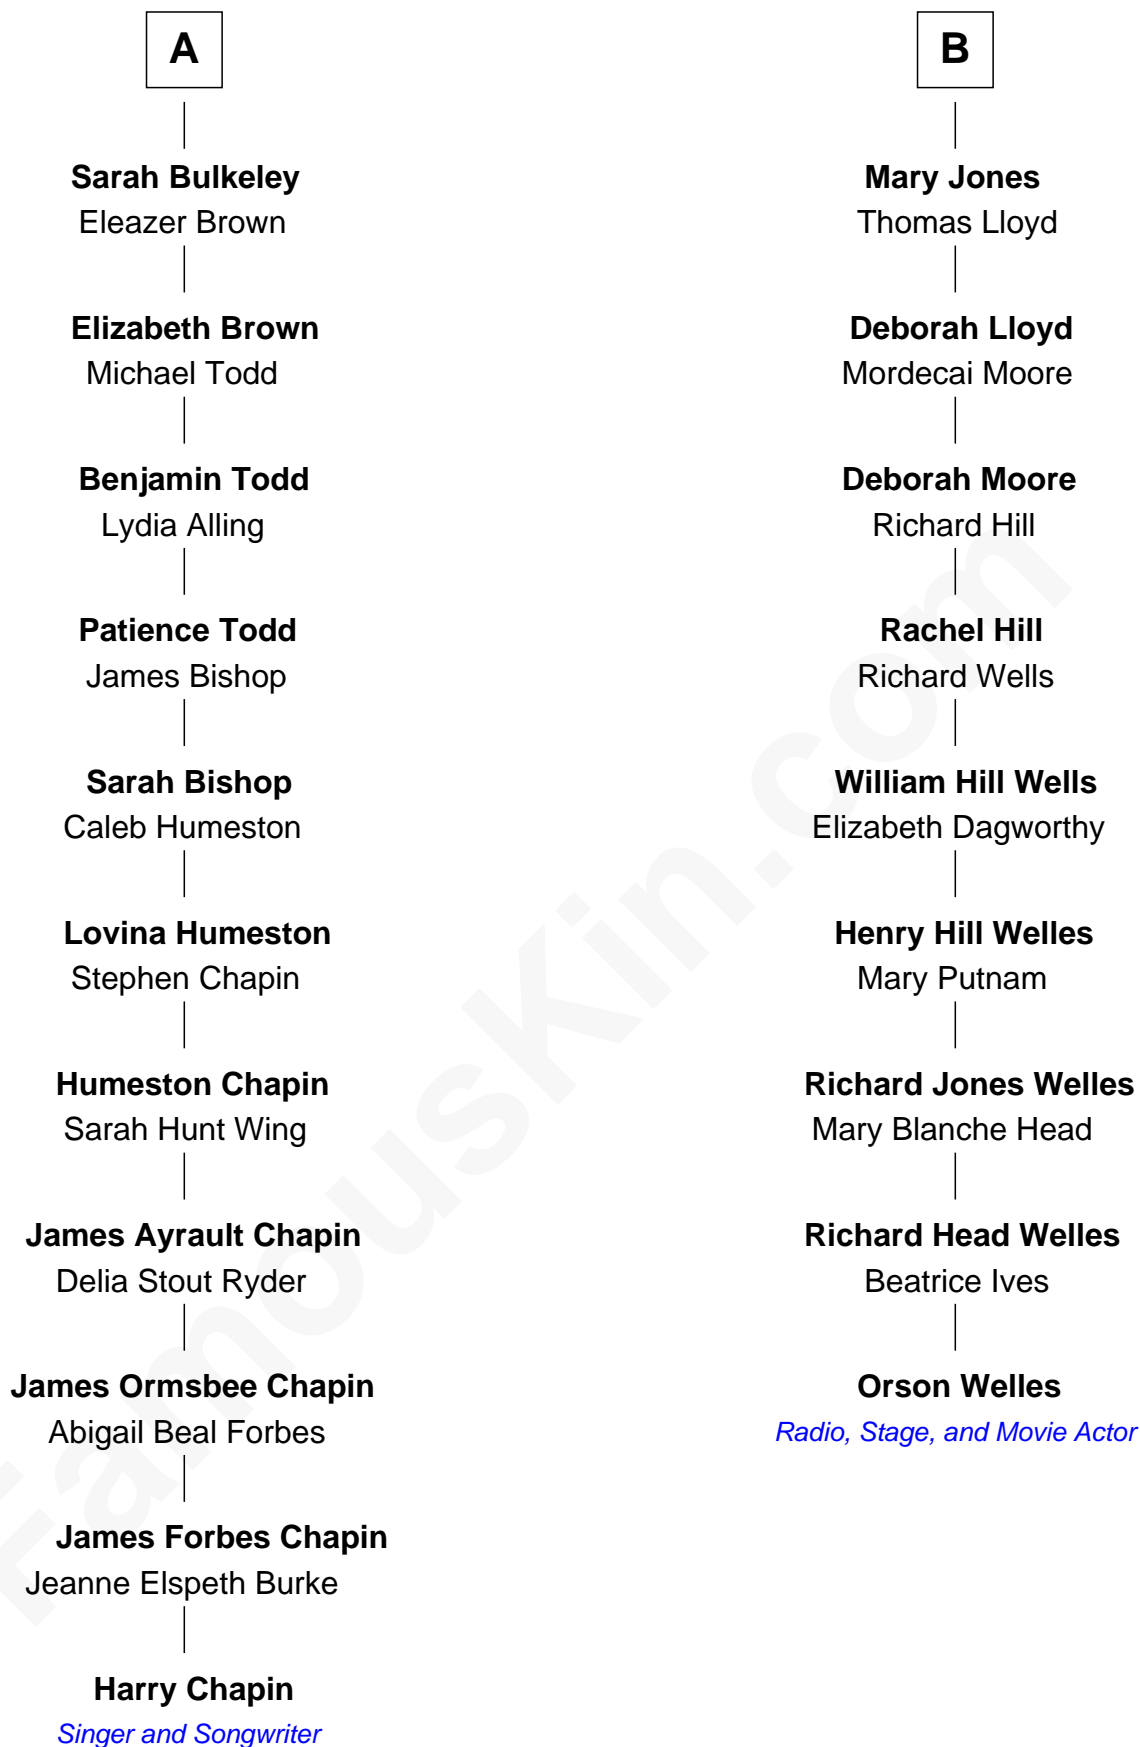 A
Sarah Bulkeley
Eleazer Brown
Elizabeth Brown
Michael Todd
Benjamin Todd
Lydia Alling
Patience Todd
James Bishop
Sarah Bishop
Caleb Humeston
Lovina Humeston
Stephen Chapin
Humeston Chapin
Sarah Hunt Wing
James Ayrault Chapin
Delia Stout Ryder
James Ormsbee Chapin
Abigail Beal Forbes
James Forbes Chapin
Jeanne Elspeth Burke
Harry Chapin
Singer and Songwriter
B
Mary Jones
Thomas Lloyd
Deborah Lloyd
Mordecai Moore
Deborah Moore
Richard Hill
Rachel Hill
Richard Wells
William Hill Wells
Elizabeth Dagworthy
Henry Hill Welles
Mary Putnam
Richard Jones Welles
Mary Blanche Head
Richard Head Welles
Beatrice Ives
Orson Welles
Radio, Stage, and Movie Actor
FamousKin.com